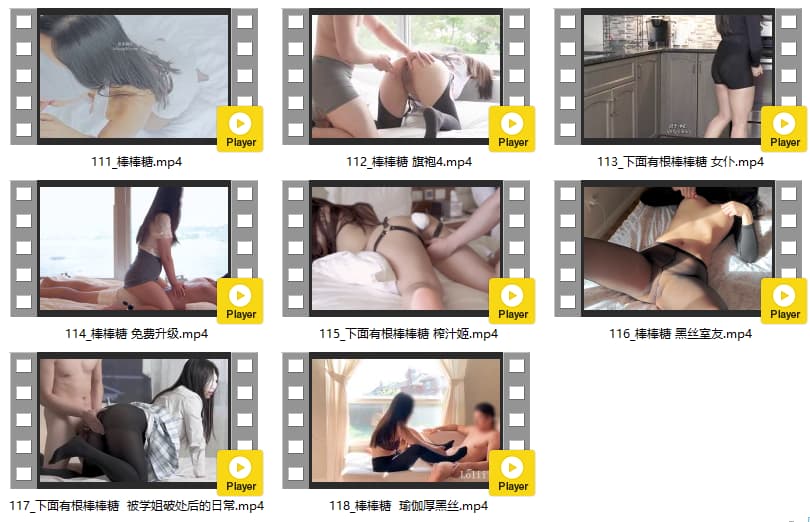 Player
Player
Player
111_棒棒糖.mp4
112_棒棒糖 旗袍4.mp4
113_下面有根棒棒糖 女仆.mp4
Player
Player
Player
114_棒棒糖 免费升级.mp4
115_下面有根棒棒糖 榨汁姬.mp4
116_棒棒糖 黑丝室友.mp4
Player
Lolli
Player
117_下面有根棒棒糖 被学姐破处后的日常.mp4
118_棒棒糖 瑜伽厚黑丝.mp4